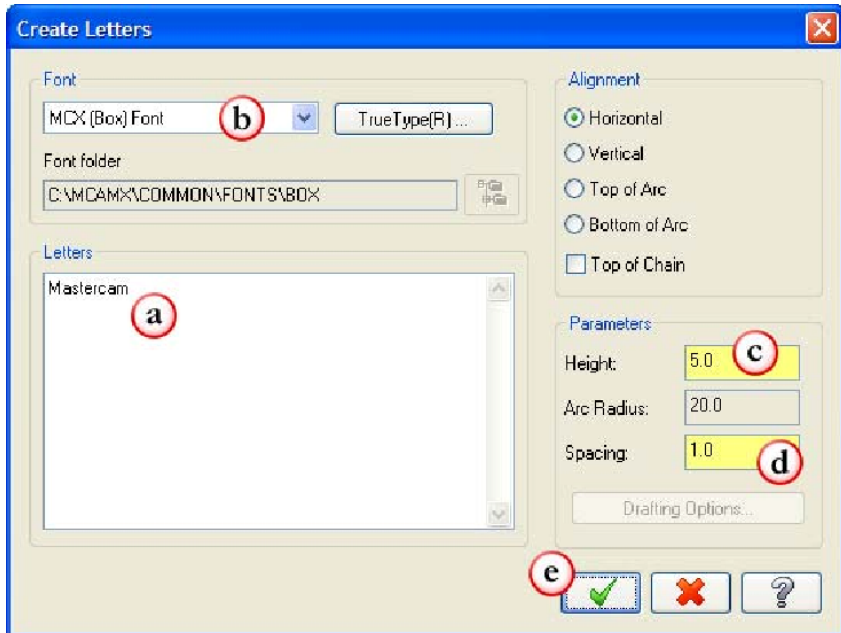 Create Letters
Font
MCX (Box) Font
b
TrueType(R) ...
Font folder
C:\MCAMX\COMMON\FONTS\BOX
Letters
Mastercam
a
Alignment
Horizontal
Vertical
Top of Arc
Bottom of Arc
Top of Chain
Parameters
Height: 5.0 c
Arc Radius: 20.0
Spacing: 1.0 d
Drafting Options...
e
?